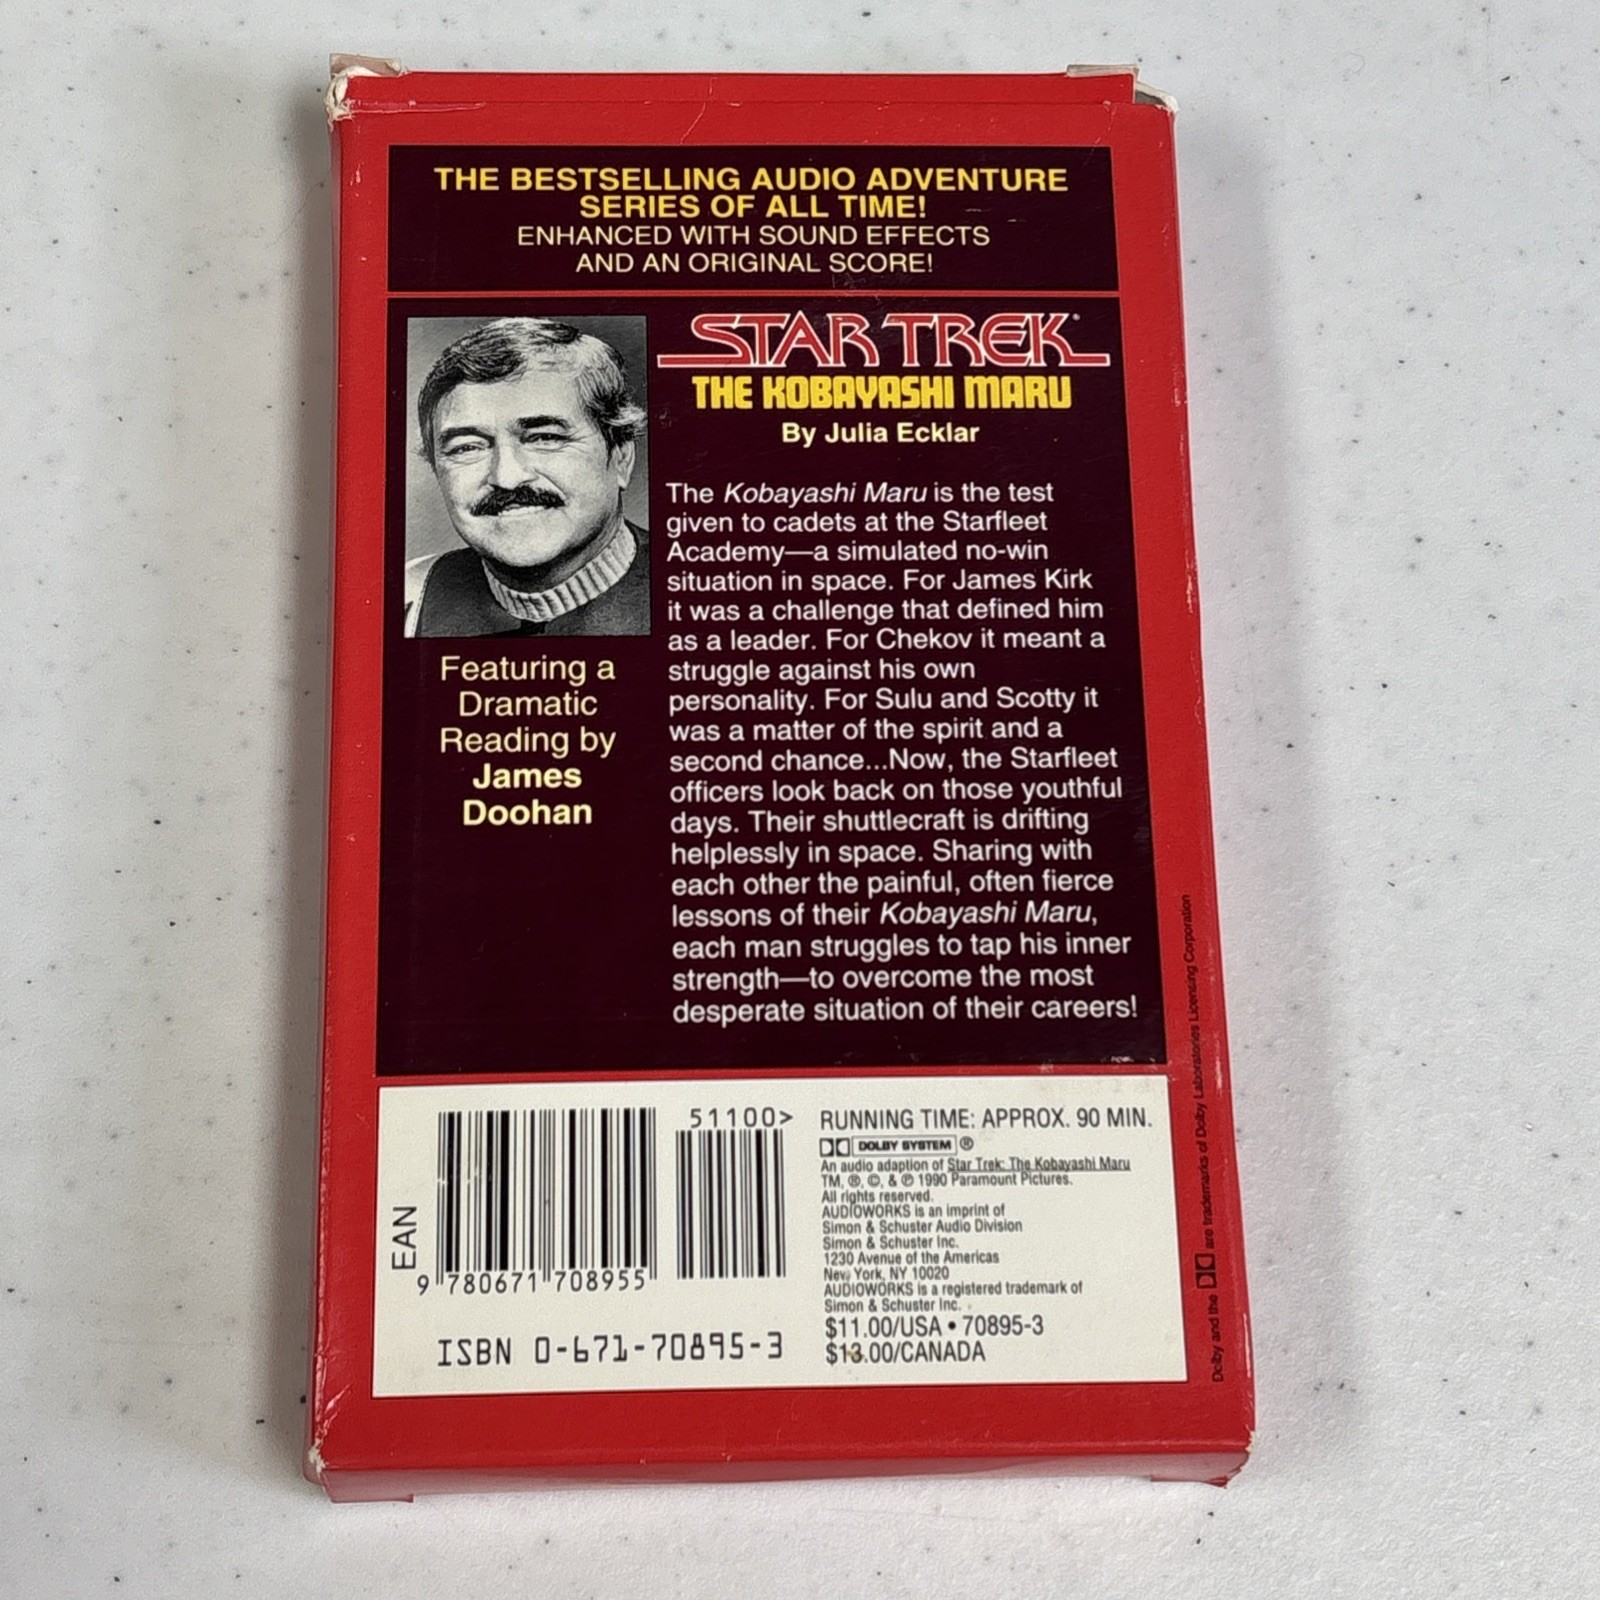 THE BESTSELLING AUDIO ADVENTURE
SERIES OF ALL TIME!
ENHANCED WITH SOUND EFFECTS
AND AN ORIGINAL SCORE!
STAR TREK®
THE KOBAYASHI MARU
By Julia Ecklar
Featuring a
Dramatic
Reading by
James
Doohan
The Kobayashi Maru is the test
given to cadets at the Starfleet
Academy—a simulated no-win
situation in space. For James Kirk
it was a challenge that defined him
as a leader. For Chekov it meant a
struggle against his own
personality. For Sulu and Scotty it
was a matter of the spirit and a
second chance...Now, the Starfleet
officers look back on those youthful
days. Their shuttlecraft is drifting
helplessly in space. Sharing with
each other the painful, often fierce
lessons of their Kobayashi Maru,
each man struggles to tap his inner
strength—to overcome the most
desperate situation of their careers!
EAN
9 780671 708955
51100>
ISBN 0-671-70895-3
RUNNING TIME: APPROX. 90 MIN.
DOLBY SYSTEM ®
An audio adaption of Star Trek: The Kobayashi Maru
TM, ®, ©, & ℗ 1990 Paramount Pictures.
All rights reserved.
AUDIOWORKS is an imprint of
Simon & Schuster Audio Division
Simon & Schuster Inc.
1230 Avenue of the Americas
New York, NY 10020
AUDIOWORKS is a registered trademark of
Simon & Schuster Inc.
$11.00/USA • 70895-3
$13.00/CANADA
Dolby and the are trademarks of Dolby Laboratories Licensing Corporation